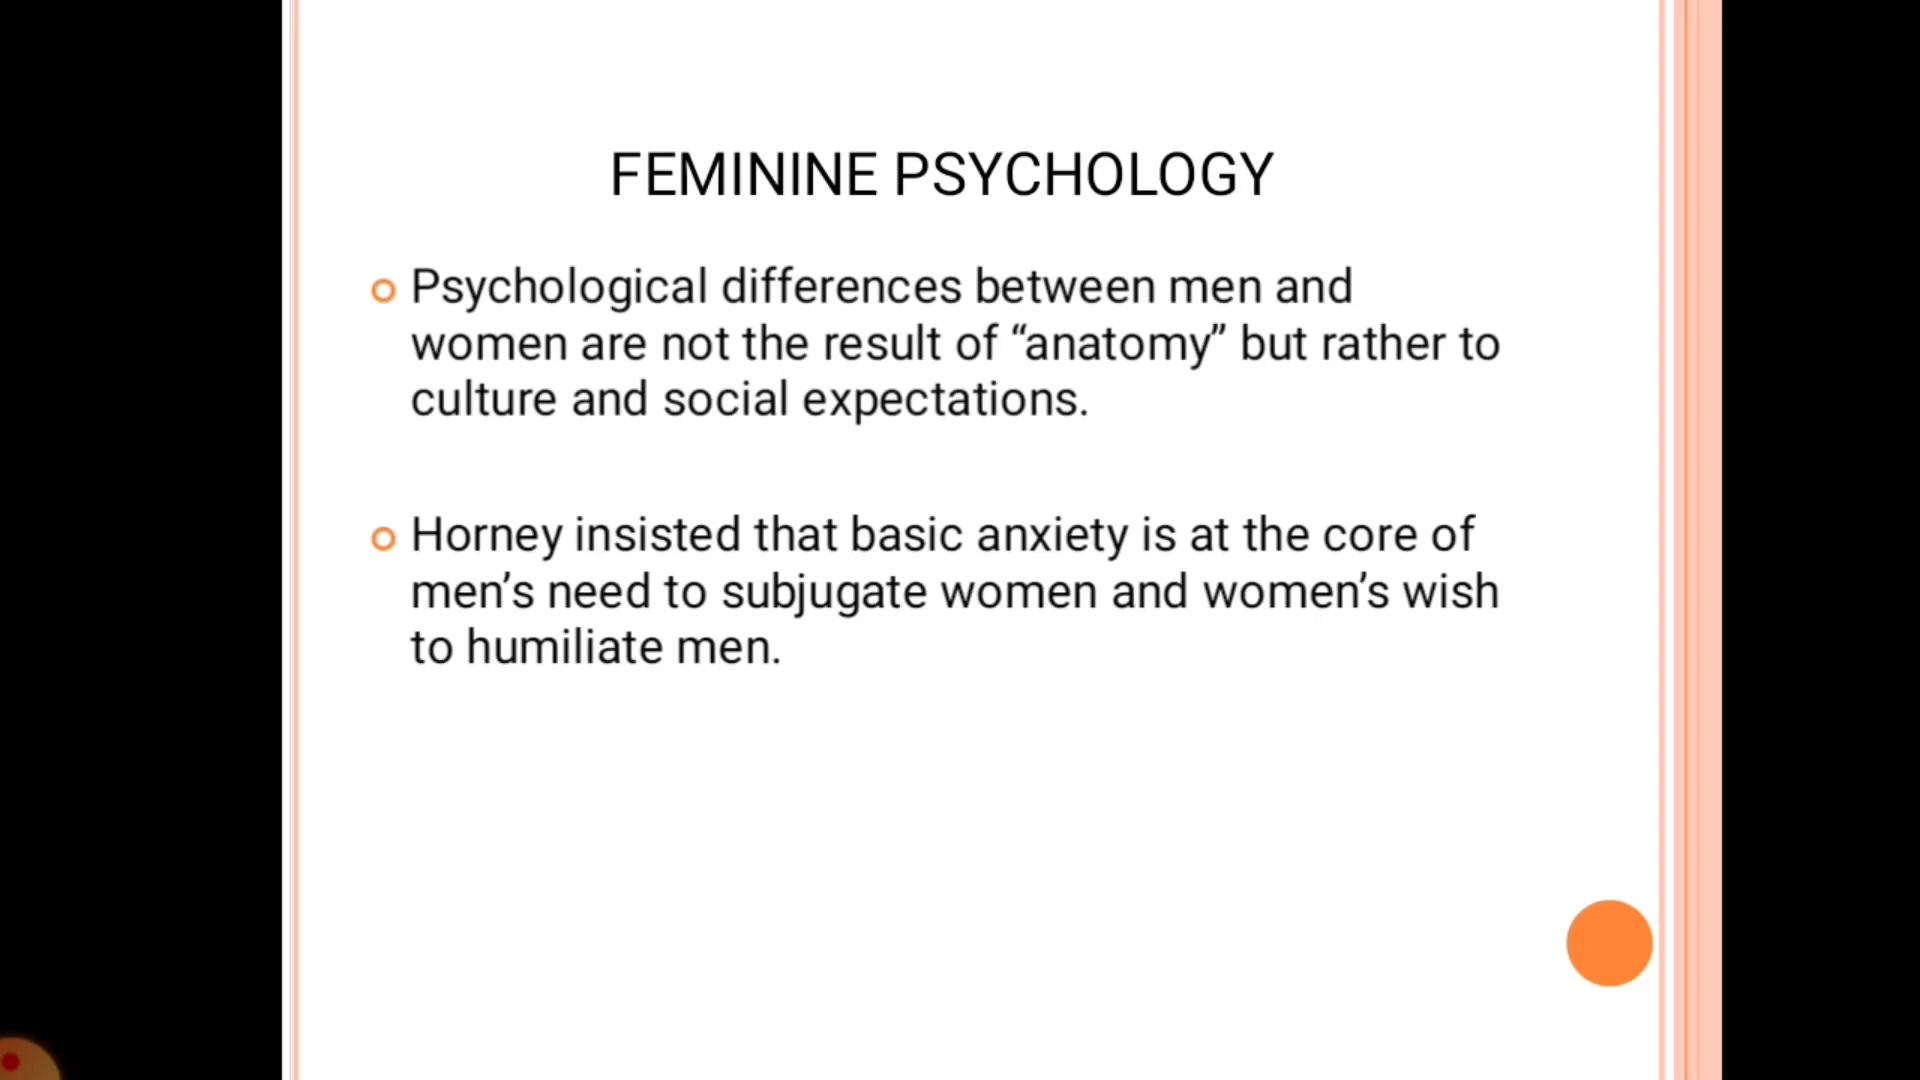 FEMININE PSYCHOLOGY
Psychological differences between men and
women are not the result of “anatomy” but rather to
culture and social expectations.
Horney insisted that basic anxiety is at the core of
men’s need to subjugate women and women’s wish
to humiliate men.